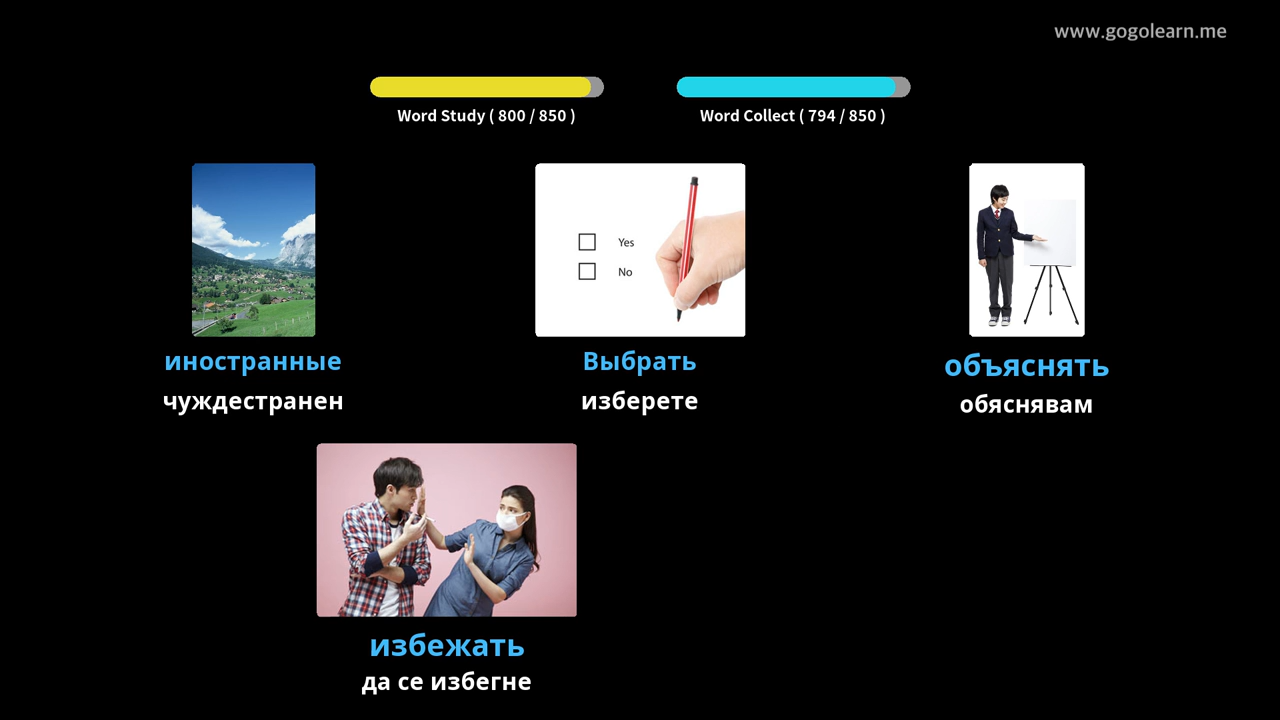 www.gogolearn.me
Word Study ( 800 / 850 )
Word Collect ( 794 / 850 )
Yes
No
иностранные
Выбрать
объяснять
чуждестранен
изберете
обяснявам
избежать
да се избегне